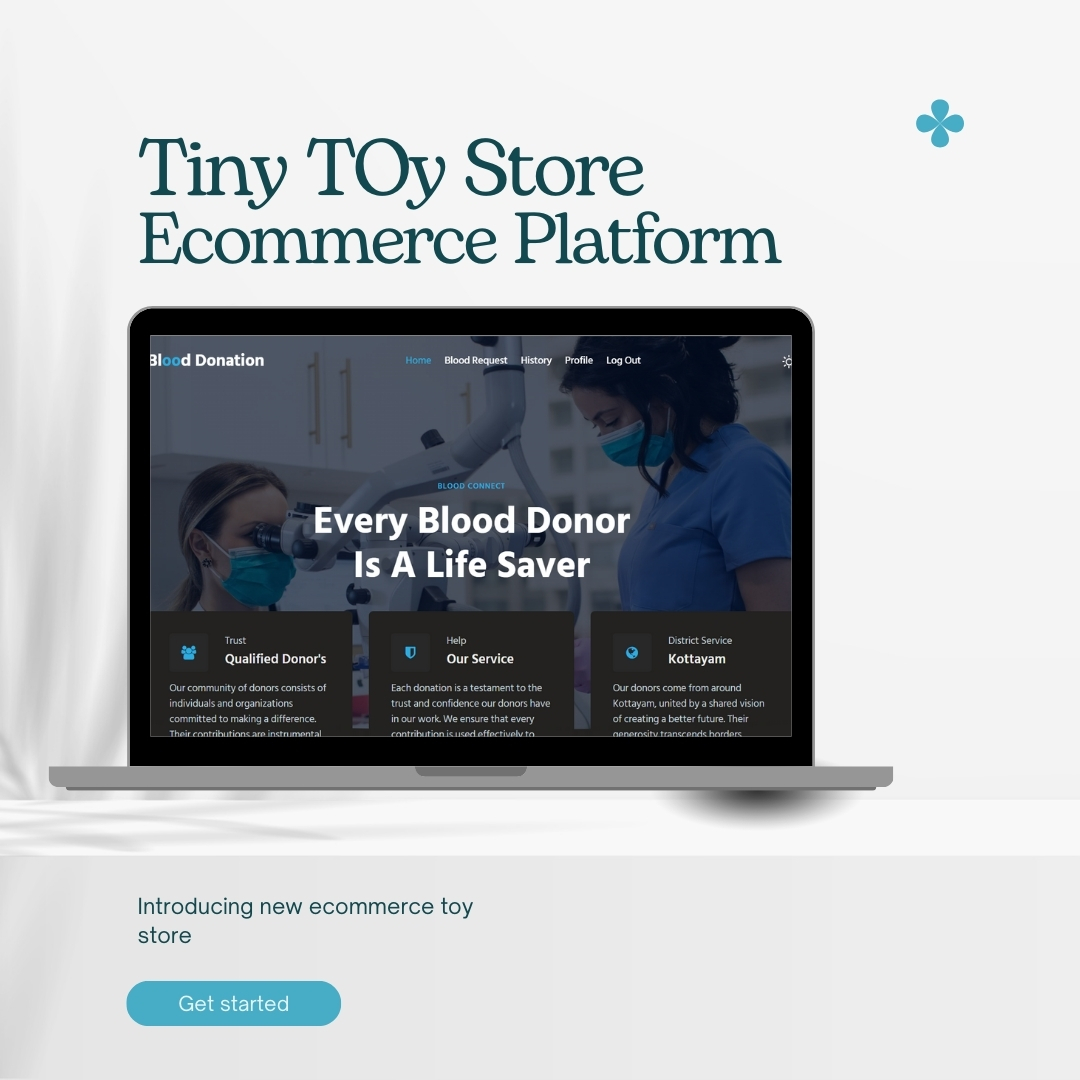 Tiny TOy Store
Ecommerce Platform
Blood Donation
Home Blood Request History Profile Log Out
BLOOD CONNECT
Every Blood Donor
Is A Life Saver
Trust
Qualified Donor's
Our community of donors consists of
individuals and organizations
committed to making a difference.
Their contributions are instrumental
Help
Our Service
Each donation is a testament to the
trust and confidence our donors have
in our work. We ensure that every
contribution is used effectively to
District Service
Kottayam
Our donors come from around
Kottayam, united by a shared vision
of creating a better future. Their
generosity transcends borders
Introducing new ecommerce toy
store
Get started